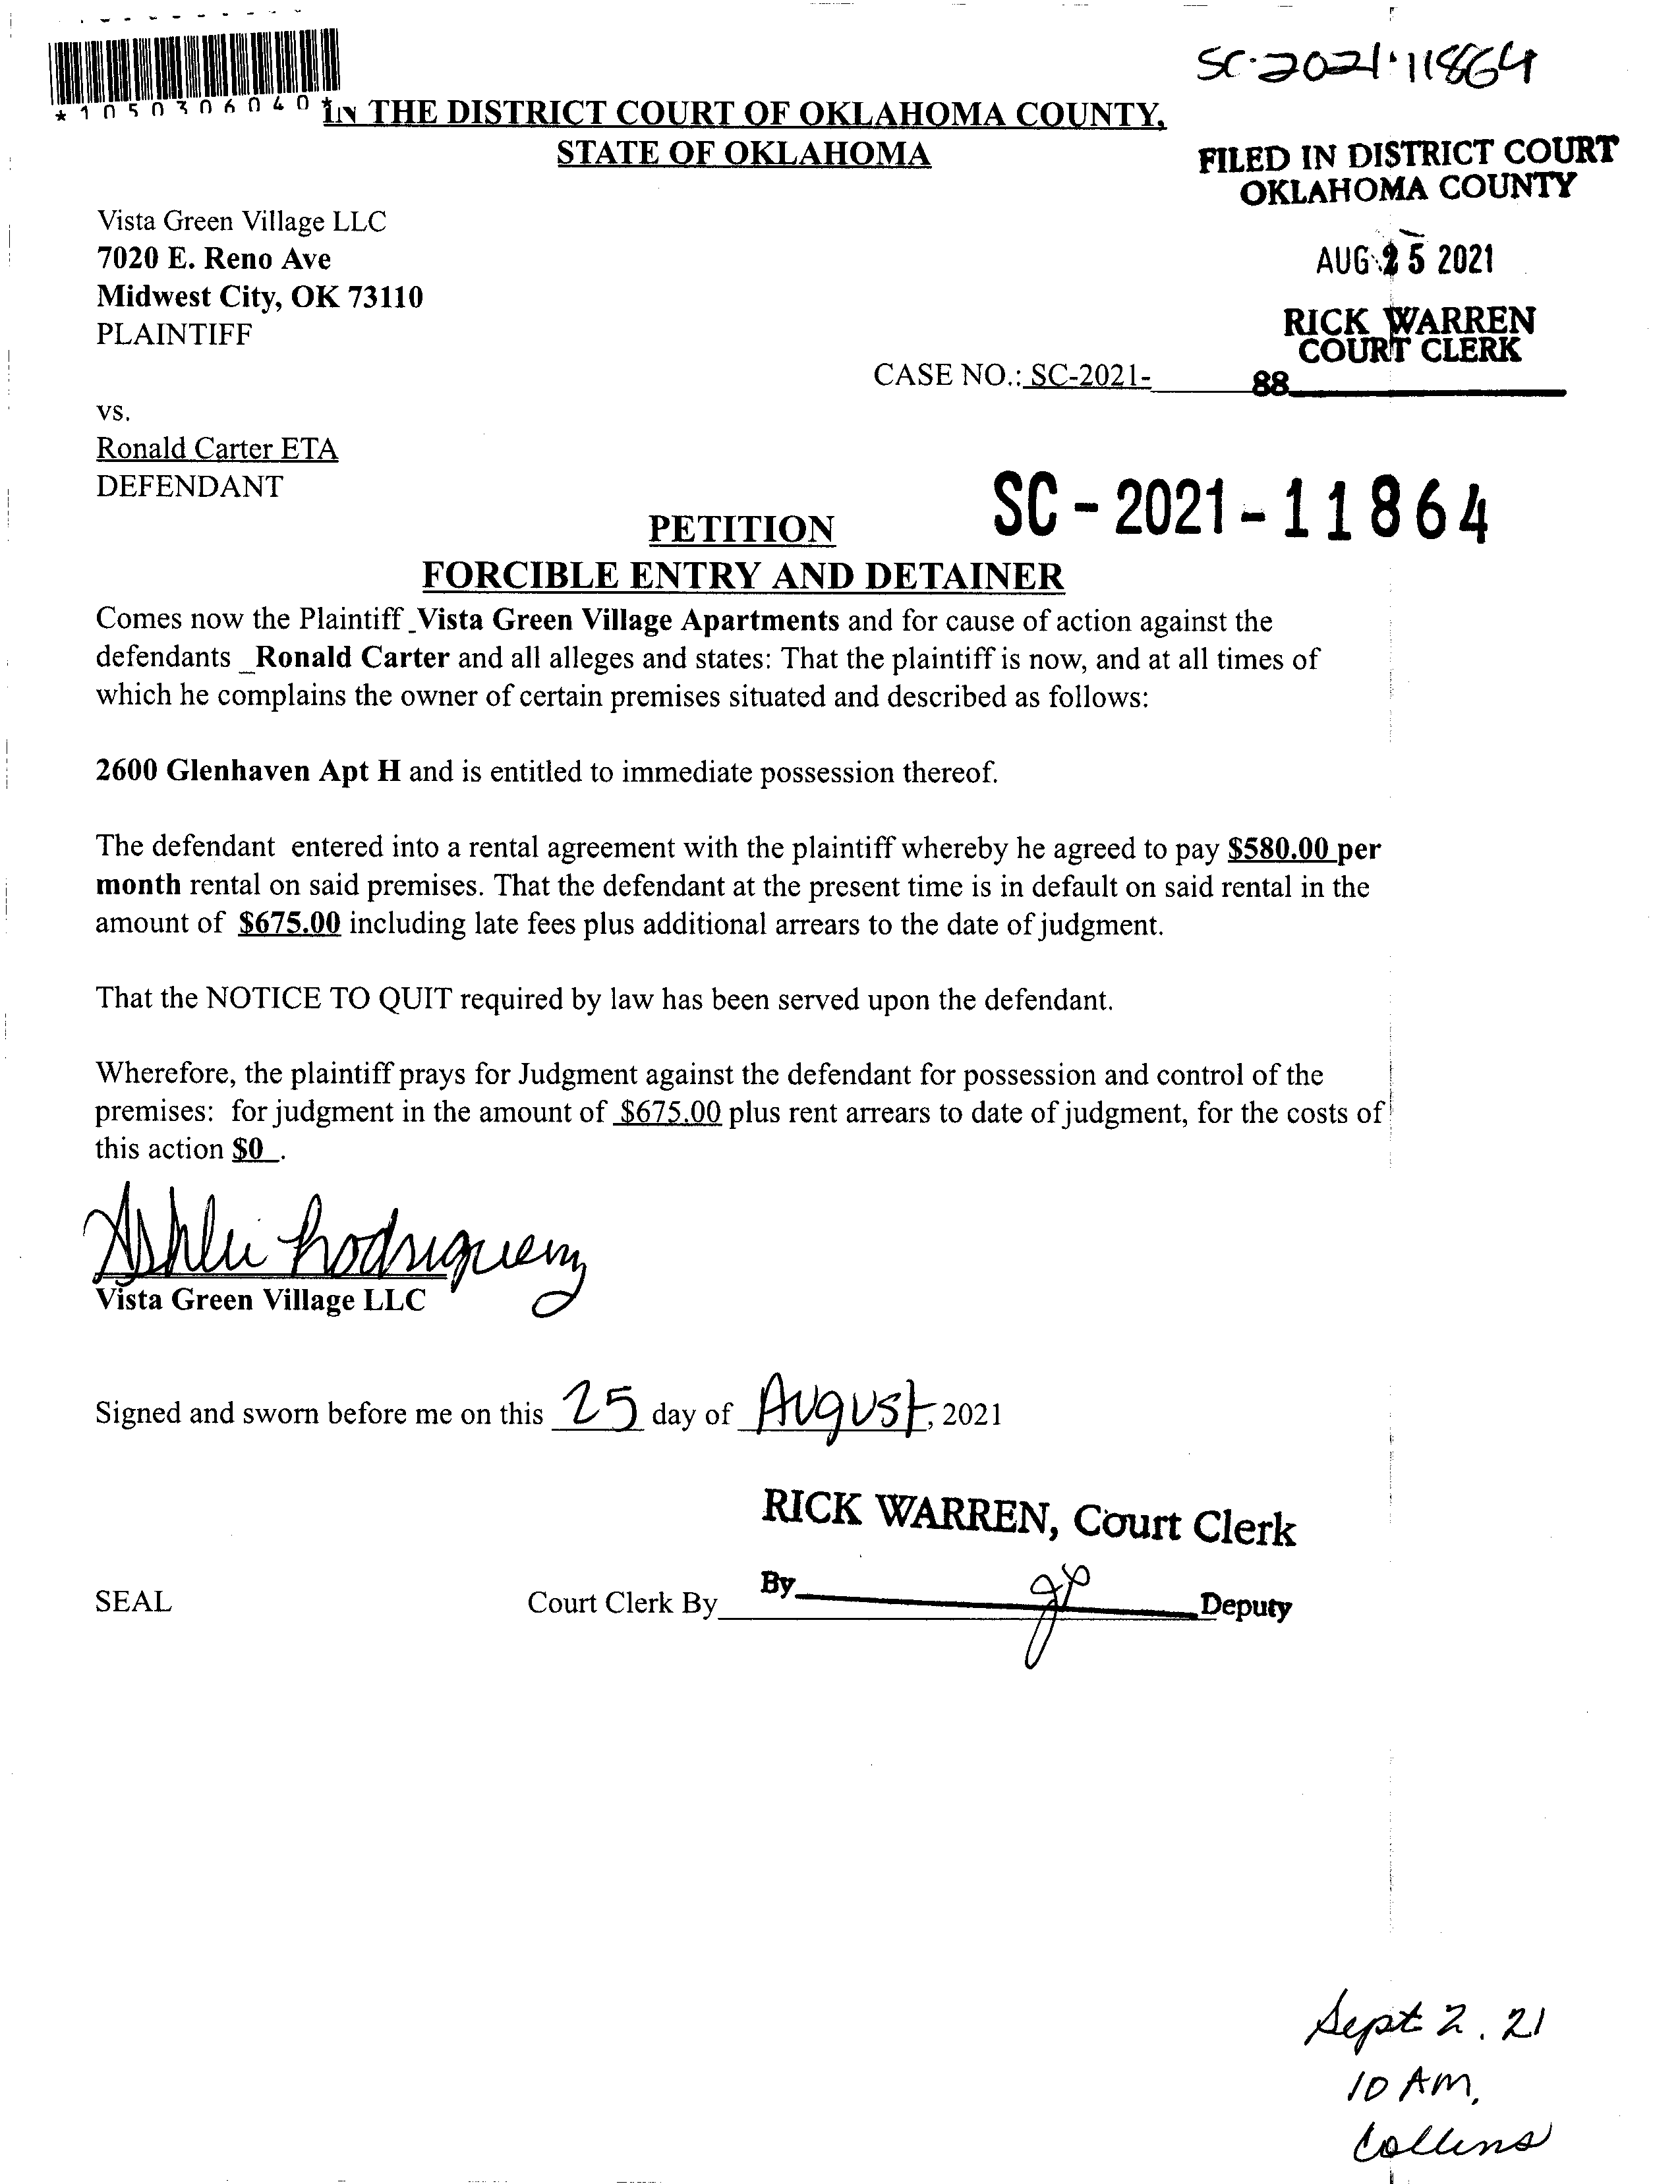 SC-2021-11864
*1050306040*
IN THE DISTRICT COURT OF OKLAHOMA COUNTY,
STATE OF OKLAHOMA
FILED IN DISTRICT COURT
OKLAHOMA COUNTY
AUG 25 2021
RICK WARREN
COURT CLERK
88
Vista Green Village LLC
7020 E. Reno Ave
Midwest City, OK 73110
PLAINTIFF
CASE NO.: SC-2021-
vs.
Ronald Carter ETA
DEFENDANT
SC-2021-11864
PETITION
FORCIBLE ENTRY AND DETAINER
Comes now the Plaintiff _Vista Green Village Apartments and for cause of action against the
defendants _Ronald Carter and all alleges and states: That the plaintiff is now, and at all times of
which he complains the owner of certain premises situated and described as follows:
2600 Glenhaven Apt H and is entitled to immediate possession thereof.
The defendant entered into a rental agreement with the plaintiff whereby he agreed to pay $580.00 per
month rental on said premises. That the defendant at the present time is in default on said rental in the
amount of $675.00 including late fees plus additional arrears to the date of judgment.
That the NOTICE TO QUIT required by law has been served upon the defendant.
Wherefore, the plaintiff prays for Judgment against the defendant for possession and control of the
premises: for judgment in the amount of $675.00 plus rent arrears to date of judgment, for the costs of
this action $0_.
Ashlei Rodriguez
Vista Green Village LLC
Signed and sworn before me on this 25 day of August, 2021
RICK WARREN, Court Clerk
SEAL
Court Clerk By
By Deputy
Sept 2. 21
10 AM.
Collins